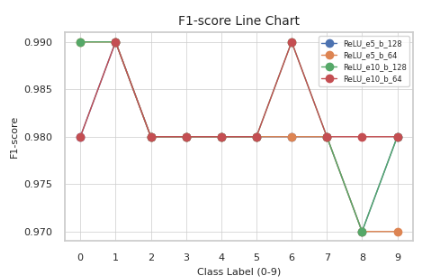 F1-score Line Chart
ReLU_e5_b_128
ReLU_e5_b_64
ReLU_e10_b_128
ReLU_e10_b_64
F1-score
0.990
0.985
0.980
0.975
0.970
0 1 2 3 4 5 6 7 8 9
Class Label (0-9)